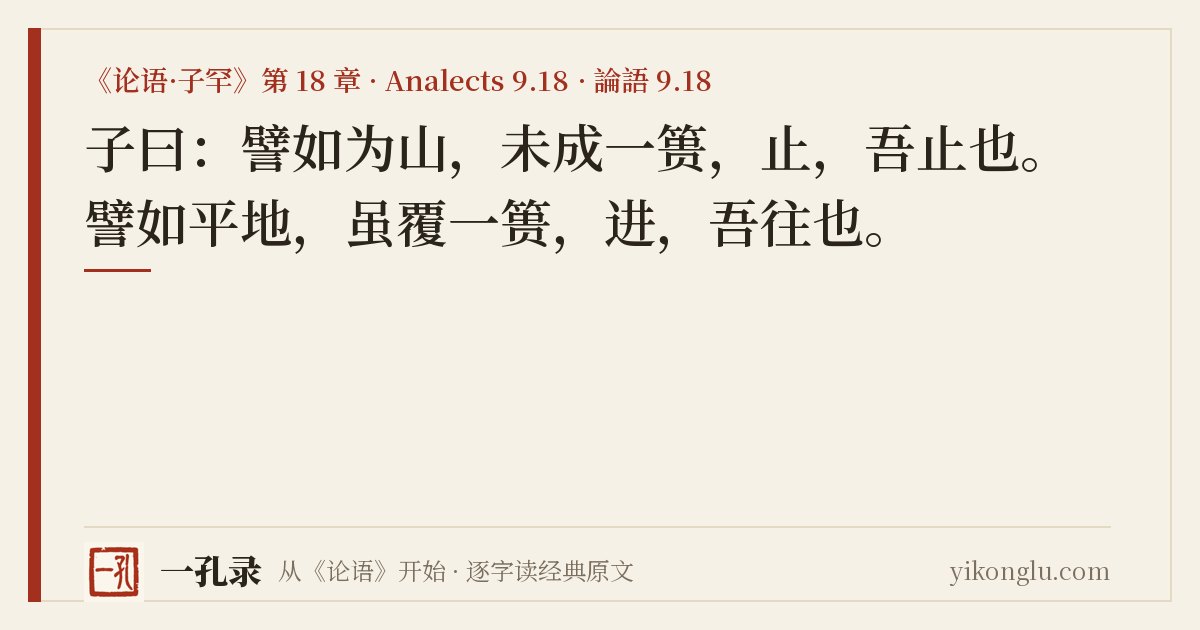 《论语·子罕》第 18 章 · Analects 9.18 · 論語 9.18
子曰：譬如为山，未成一篑，止，吾止也。
譬如平地，虽覆一篑，进，吾往也。
一孔
一孔录 从《论语》开始 · 逐字读经典原文 yikonglu.com